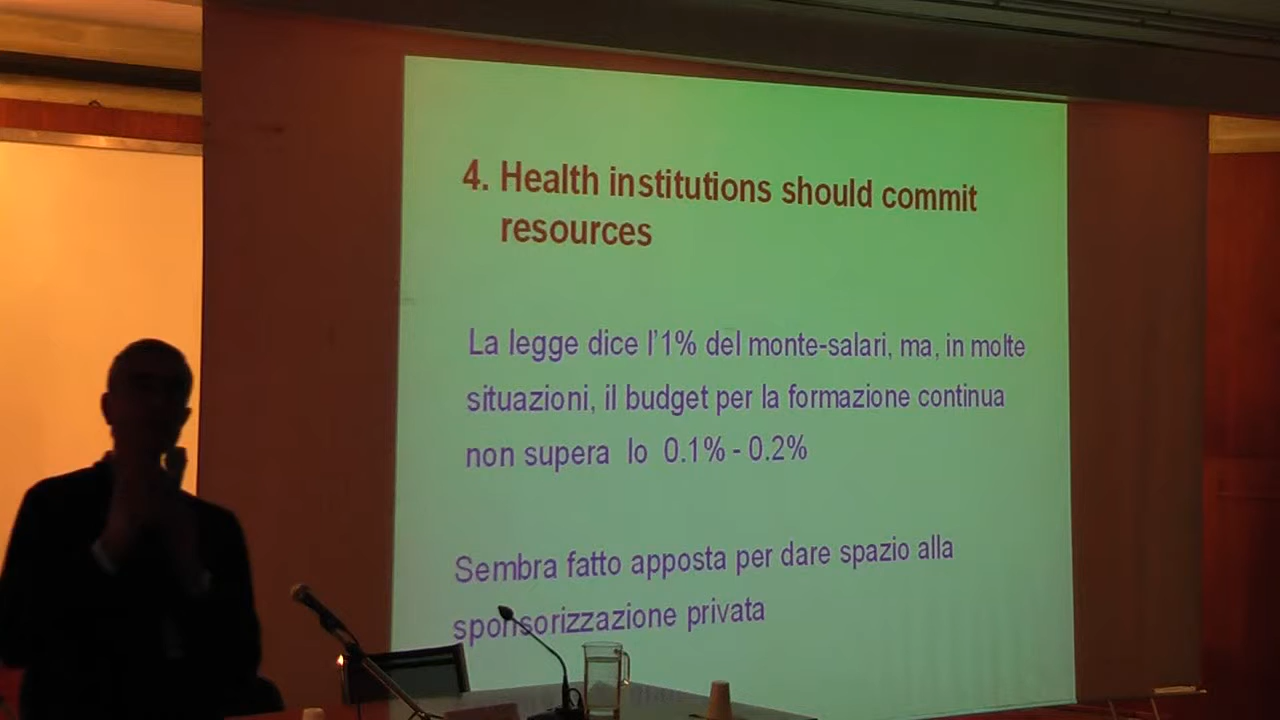 4. Health institutions should commit
resources
La legge dice l'1% del monte-salari, ma, in molte
situazioni, il budget per la formazione continua
non supera lo 0.1% - 0.2%
Sembra fatto apposta per dare spazio alla
sponsorizzazione privata